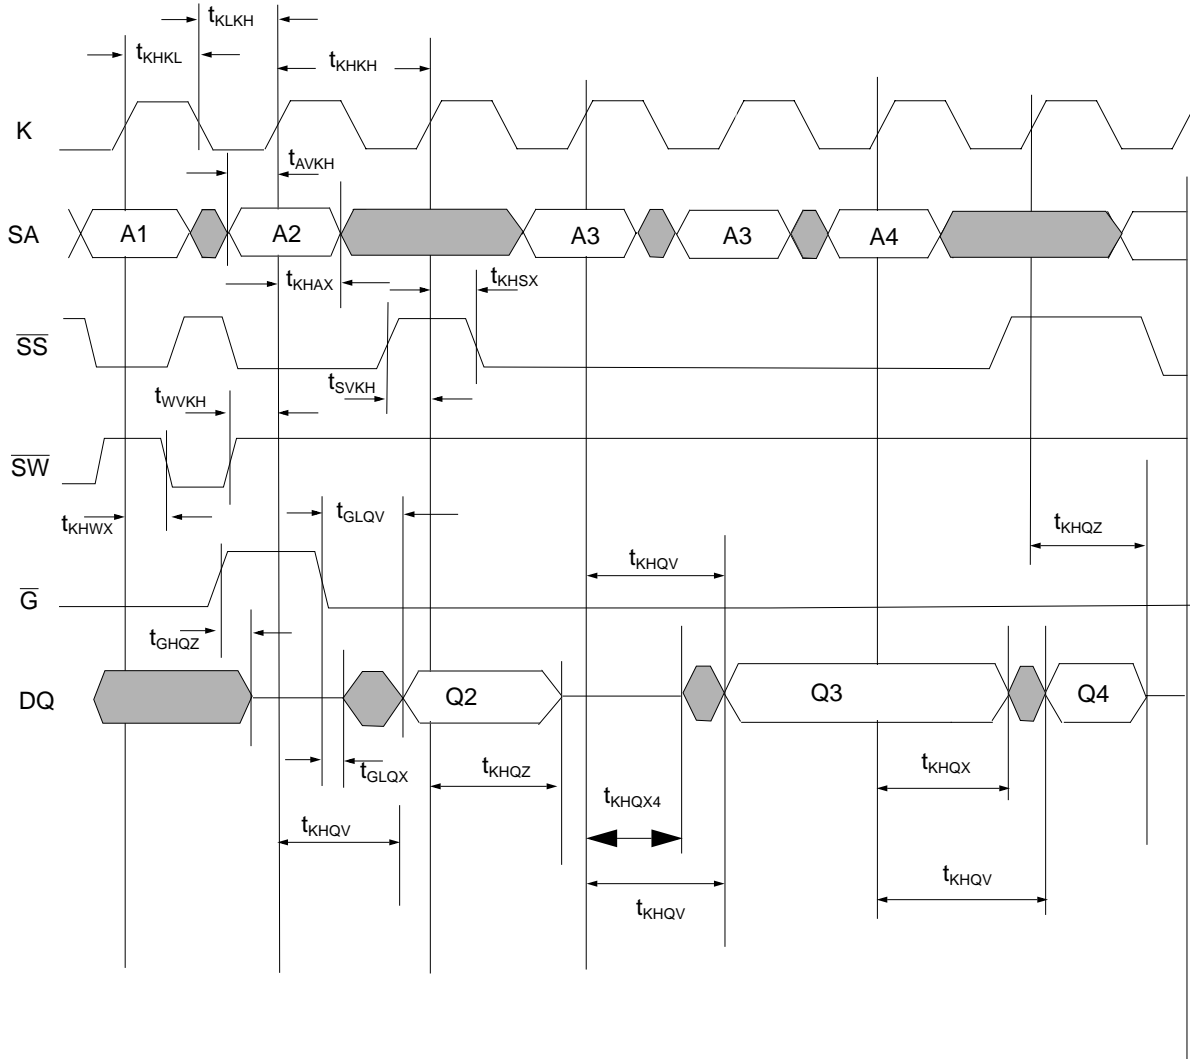 tKLKH
tKHKL
tKHKH
K
tAVKH
SA A1 A2 A3 A3 A4
tKHAX
tKHSX
SS
tSVKH
tWVKH
SW
tKHWX
tGLQV
tKHQZ
tKHQV
G
tGHQZ
DQ Q2 Q3 Q4
tGLQX
tKHQZ
tKHQX
tKHQX4
tKHQV
tKHQV
tKHQV